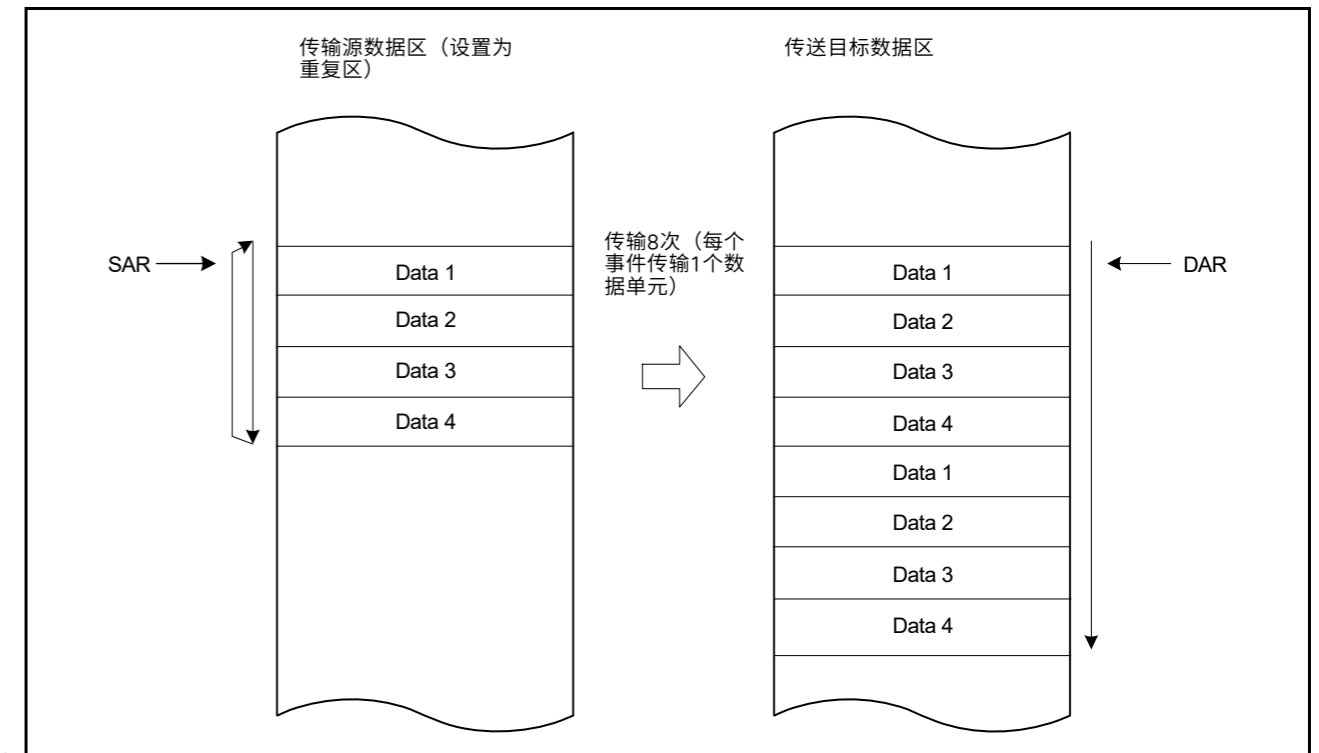 传输源数据区（设置为
重复区）
传送目标数据区
SAR
传输8次（每个
事件传输1个数
据单元）
DAR
Data 1
Data 2
Data 3
Data 4
Data 1
Data 2
Data 3
Data 4
Data 1
Data 2
Data 3
Data 4